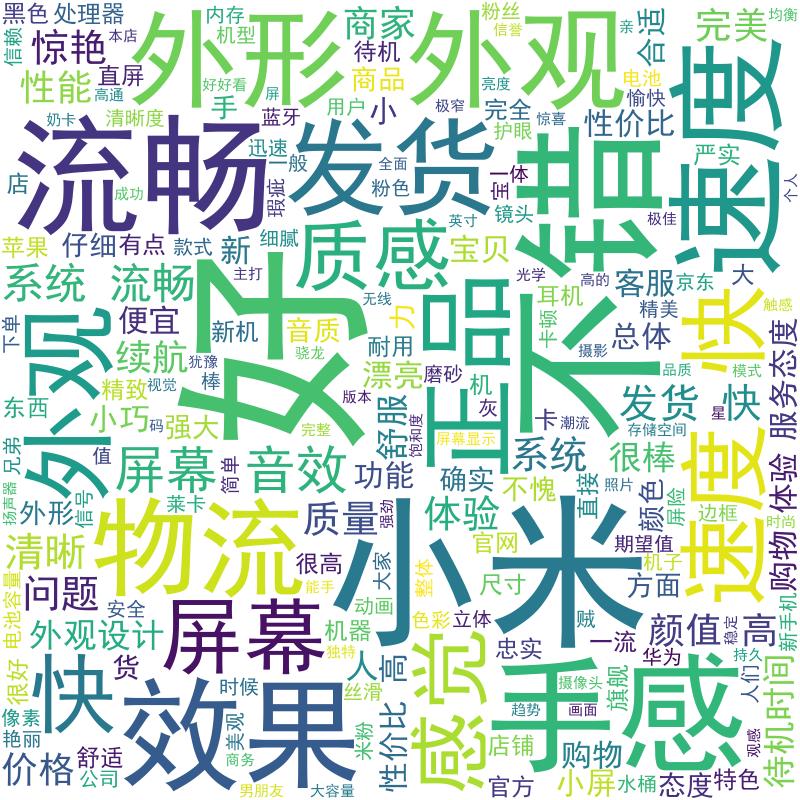 黑色 处理器
内存
商家
粉丝
信誉
亲
合适
完美
均衡
信赖
惊艳
本店
机型
外形
外观
待机
电池
速度
直屏
性能
好好看
商品
亮度
愉快
高通
手
屏
用户
小
极窄
完全
惊喜
性价比
奶卡
清晰度
蓝牙
护眼
流畅
发货
不错
迅速
一般
严实
店
瑕疵
全面
宝
一体
成功
粉色
镜头
个人
苹果
仔细
有点
款式
新
细腻
质感
英寸
宝贝
极佳
系统 流畅
主打
好
正品
光学
高的
客服
京东
大
无线
耳机
精美
触感
下单
外观
便宜
新机
音质
力
卡顿
总体
快
服务态度
续航
犹豫
骁龙
耐用
摄影
精致
视觉
棒
漂亮
磨砂
机
品质
模式
东西
小巧
码
强大
版本
灰
卡
潮流
发货 快
星
兄弟
值
完整
舒服
饱和度
屏幕显示
存储空间
扬声器
屏幕 音效
简单
功能
确实
系统
很棒
速度
外形
信号
莱卡
质量
强劲
不愧
直接
照片
颜色
屏险
边框
时尚
购物 体验
物流
小米
体验
清晰
很高
大家
官网
期望值
机子
问题
能手
整体
尺寸
方面
新手机
电池容量
安全
屏幕
动画
色彩
立体
贼
颜值 高
稳定
外观设计
机器
独特
感觉
忠实
一流
华为
持久
很好
货
人
高
手感
摄像头
旗舰
人们
待机时间
快
效果
时候
丝滑
像素
美观
米粉
性价比
趋势
画面
观感
艳丽
商务
店铺
购物
价格
舒适
公司
男朋友
大容量
官方
小屏
水桶
态度
特色